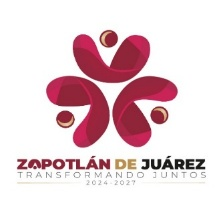 ZAPOTLÁN DE JUÁREZ
TRANSFORMANDO JUNTOS
2024-2027